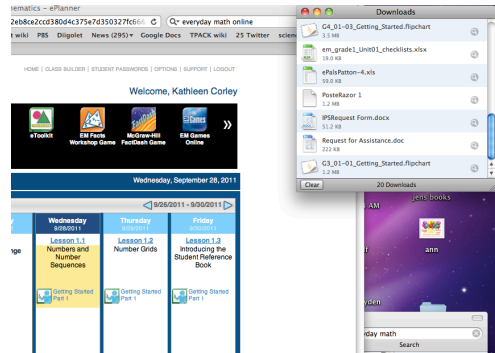 ematics - ePlanner
2eb8e2ccd380d4c375e7d350327fc66
everyday math online
t wiki PBS Diigolet News (295)▾ Google Docs TPACK wiki 25 Twitter scienc
HOME | CLASS BUILDER | STUDENT PASSWORDS | OPTIONS | SUPPORT | LOGOUT
Welcome, Kathleen Corley
eToolkit
EM Facts
Workshop Game
McGraw-Hill
FactDash Game
EM Games
Online
»
Wednesday, September 28, 2011
9/26/2011 - 9/30/2011
nge
Wednesday
9/28/2011
Lesson 1.1
Numbers and
Number
Sequences
Getting Started
Part 1
Thursday
9/29/2011
Lesson 1.2
Number Grids
Getting Started
Part 1
Friday
9/30/2011
Lesson 1.3
Introducing the
Student Reference
Book
Getting Started
Part 1
Downloads
G4_01-03_Getting_Started.flipchart
3.5 MB
em_grade1_Unit01_checklists.xlsx
19.0 KB
ePalsPatton-4.xls
59.0 KB
PosteRazor 1
1.2 MB
IPSRequest Form.docx
51.2 KB
Request for Assistance.doc
222 KB
G3_01-03_Getting_Started.flipchart
1.2 MB
Clear
20 Downloads
AM
jens books
ann
yden
day math
Search